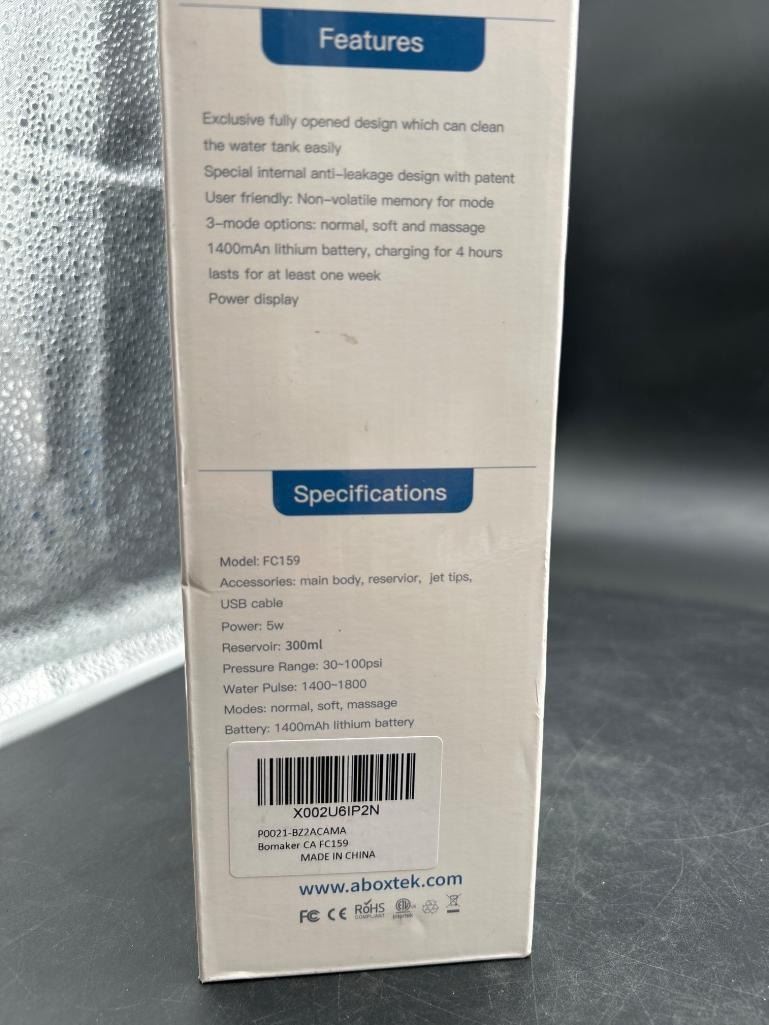 Features
Exclusive fully opened design which can clean
the water tank easily
Special internal anti-leakage design with patent
User friendly: Non-volatile memory for mode
3-mode options: normal, soft and massage
1400mAn lithium battery, charging for 4 hours
lasts for at least one week
Power display
Specifications
Model: FC159
Accessories: main body, reservior, jet tips,
USB cable
Power: 5w
Reservoir: 300ml
Pressure Range: 30~100psi
Water Pulse: 1400~1800
Modes: normal, soft, massage
Battery: 1400mAh lithium battery
X002U6IP2N
P0021-BZ2ACAMA
Bomaker CA FC159
MADE IN CHINA
www.aboxtek.com
FC CE RoHS COMPLIANT ETL Intertek